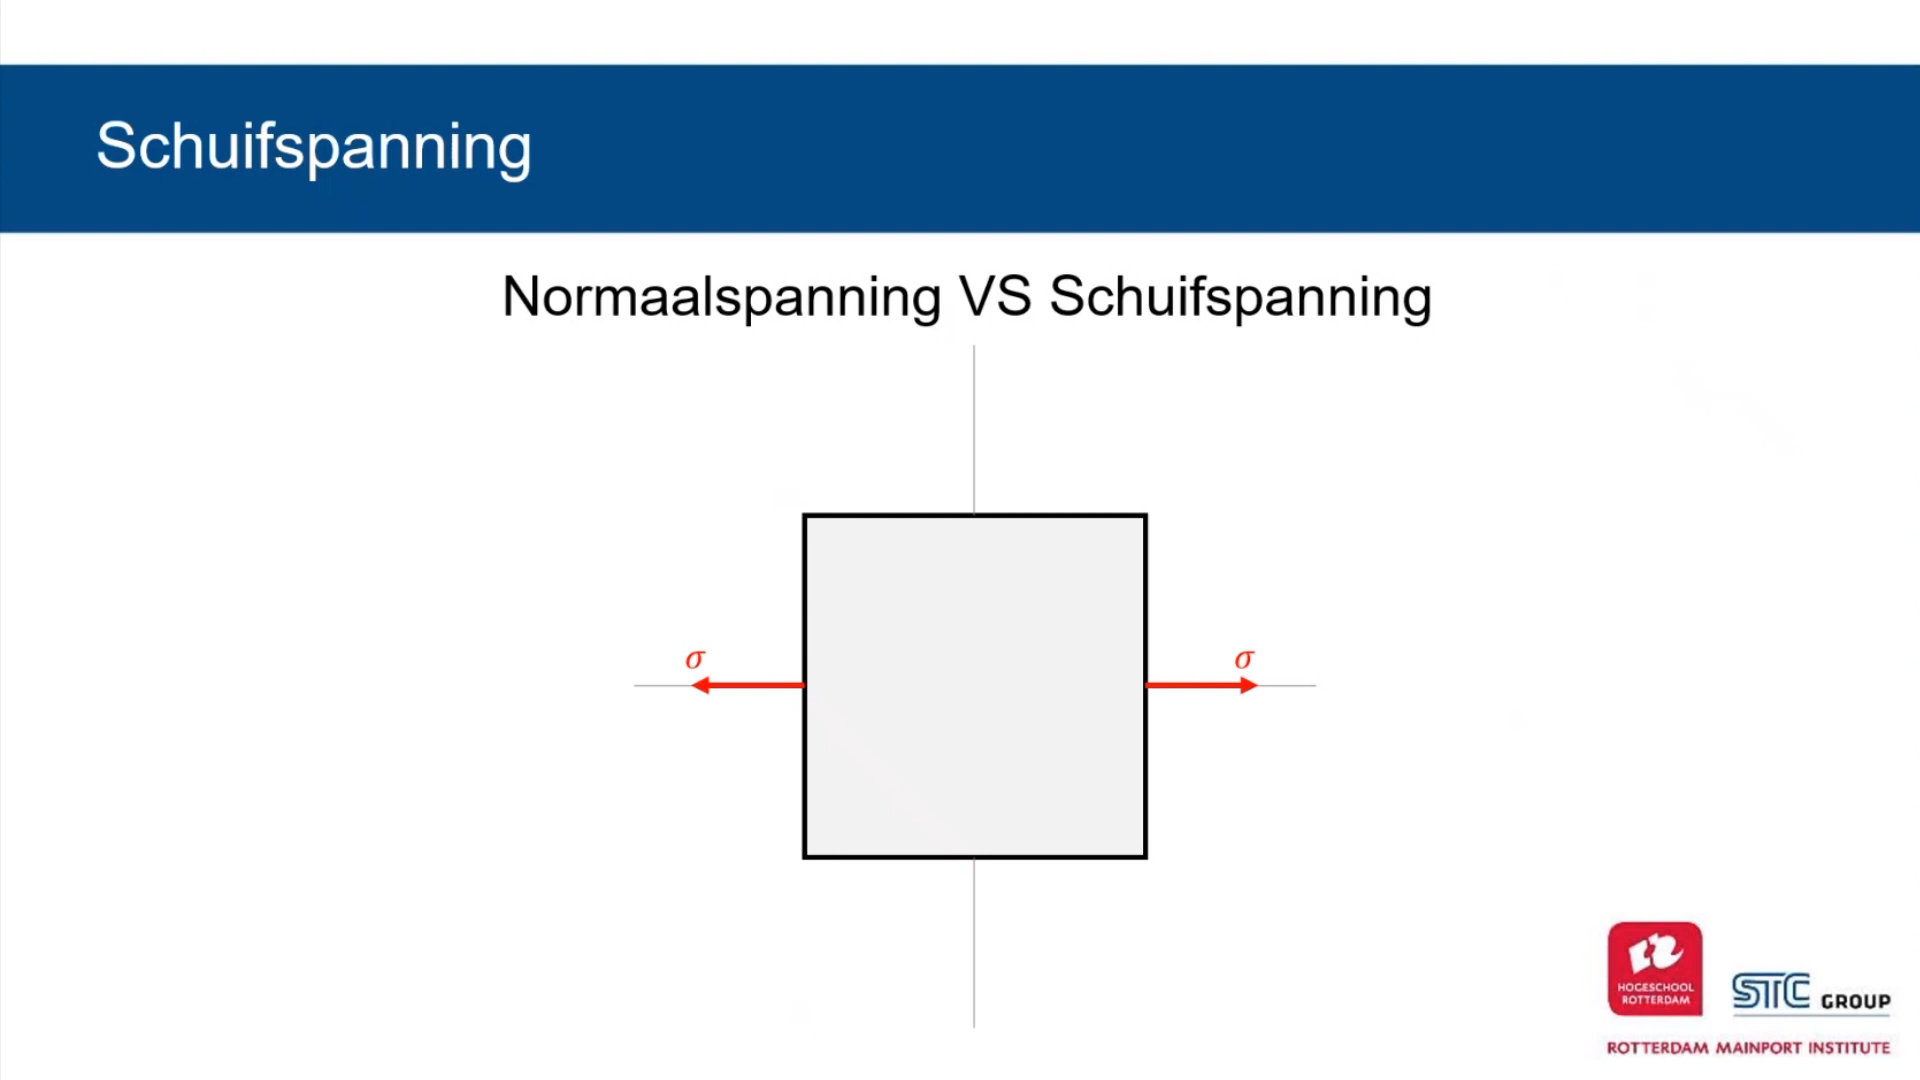 Schuifspanning
Normaalspanning VS Schuifspanning
σ σ
HOGESCHOOL
ROTTERDAM
STC GROUP
ROTTERDAM MAINPORT INSTITUTE